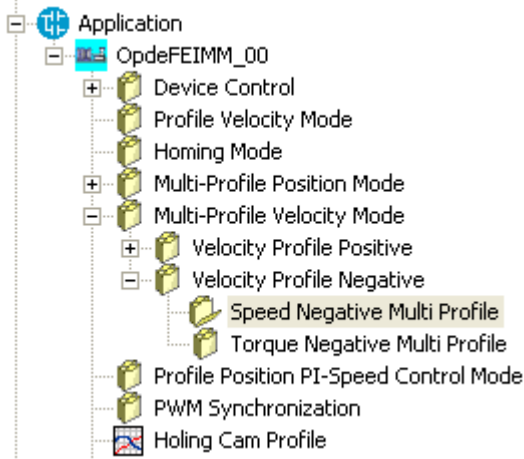 Application
OpdeFEIMM_00
Device Control
Profile Velocity Mode
Homing Mode
Multi-Profile Position Mode
Multi-Profile Velocity Mode
Velocity Profile Positive
Velocity Profile Negative
Speed Negative Multi Profile
Torque Negative Multi Profile
Profile Position PI-Speed Control Mode
PWM Synchronization
Holing Cam Profile